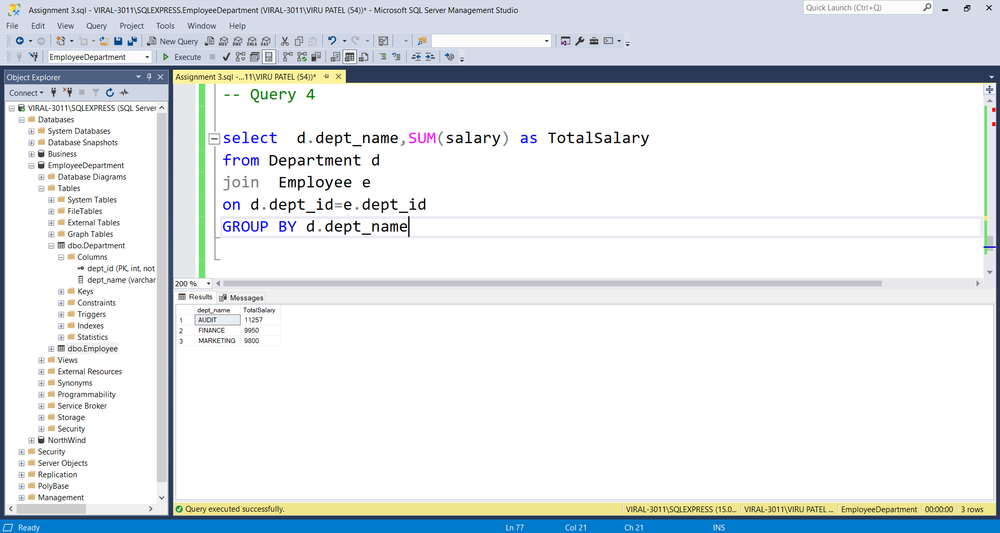 Assignment 3.sql - VIRAL-3011\SQLEXPRESS.EmployeeDepartment (VIRAL-3011\VIRU PATEL (54))* - Microsoft SQL Server Management Studio
Quick Launch (Ctrl+Q)
File Edit View Query Project Tools Window Help
New Query
MDX DMX XMLA DAX
EmployeeDepartment
Execute
Object Explorer
Connect
VIRAL-3011\SQLEXPRESS (SQL Server
Databases
System Databases
Database Snapshots
Business
EmployeeDepartment
Database Diagrams
Tables
System Tables
FileTables
External Tables
Graph Tables
dbo.Department
Columns
dept_id (PK, int, not
dept_name (varchar
Keys
Constraints
Triggers
Indexes
Statistics
dbo.Employee
Views
External Resources
Synonyms
Programmability
Service Broker
Storage
Security
NorthWind
Security
Server Objects
Replication
PolyBase
Management
Assignment 3.sql -...11\VIRU PATEL (54))*
-- Query 4
select  d.dept_name,SUM(salary) as TotalSalary
from Department d
join  Employee e
on d.dept_id=e.dept_id
GROUP BY d.dept_name
200 %
Results Messages
dept_name TotalSalary
1 AUDIT 11257
2 FINANCE 9950
3 MARKETING 9800
Query executed successfully.
VIRAL-3011\SQLEXPRESS (15.0... VIRAL-3011\VIRU PATEL ... EmployeeDepartment 00:00:00 3 rows
Ready
Ln 77 Col 21 Ch 21 INS